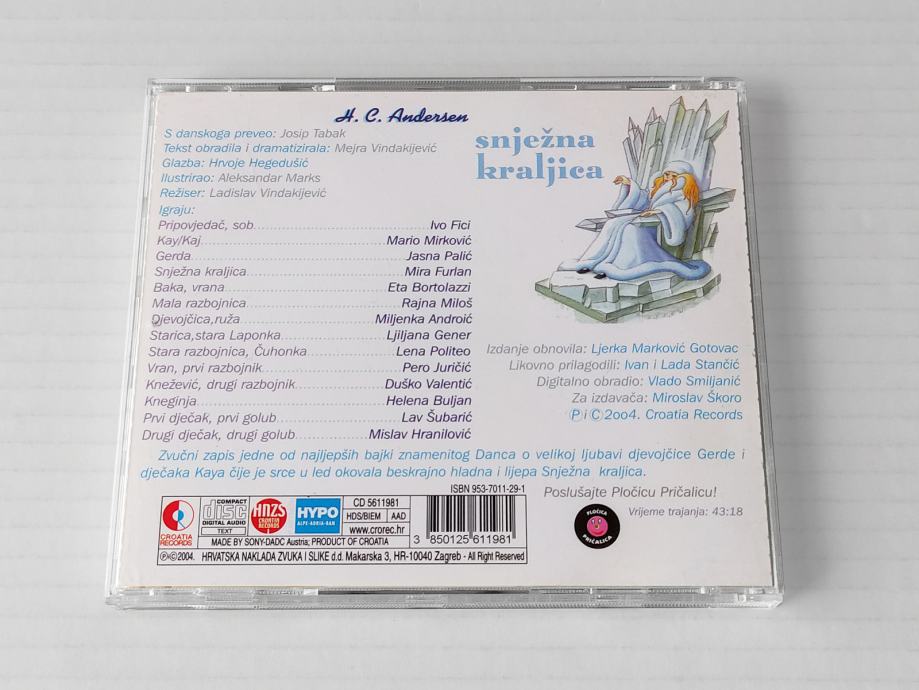 H. C. Andersen
snježna
kraljica
S danskoga preveo: Josip Tabak
Tekst obradila i dramatizirala: Mejra Vindakijević
Glazba: Hrvoje Hegedušić
Ilustrirao: Aleksandar Marks
Režiser: Ladislav Vindakijević
Igraju:
Pripovjedač, sob Ivo Fici
Kay/Kaj Mario Mirković
Gerda Jasna Palić
Snježna kraljica Mira Furlan
Baka, vrana Eta Bortolazzi
Mala razbojnica Rajna Miloš
Djevojčica,ruža Miljenka Androić
Starica,stara Laponka Ljiljana Gener
Stara razbojnica, Čuhonka Lena Politeo
Vran, prvi razbojnik Pero Juričić
Knežević, drugi razbojnik Duško Valentić
Kneginja Helena Buljan
Prvi dječak, prvi golub Lav Šubarić
Drugi dječak, drugi golub Mislav Hranilović
Izdanje obnovila: Ljerka Marković Gotovac
Likovno prilagodili: Ivan i Lada Stančić
Digitalno obradio: Vlado Smiljanić
Za izdavača: Miroslav Škoro
Ⓟ i Ⓒ 2004. Croatia Records
Zvučni zapis jedne od najljepših bajki znamenitog Danca o velikoj ljubavi djevojčice Gerde i
dječaka Kaya čije je srce u led okovala beskrajno hladna i lijepa Snježna kraljica.
ISBN 953-7011-29-1
Poslušajte Pločicu Pričalicu!
Vrijeme trajanja: 43:18
PLOČICA
PRIČALICA
CROATIA
RECORDS
COMPACT
disc
DIGITAL AUDIO
TEXT
HNZS
CROATIA
RECORDS
HYPO
ALPE-ADRIA-BANK
CD 5611981
HDS/BIEM AAD
www.crorec.hr
3 850125 611981
MADE BY SONY-DADC Austria; PRODUCT OF CROATIA
Ⓟ©2004. HRVATSKA NAKLADA ZVUKA I SLIKE d.d. Makarska 3, HR-10040 Zagreb - All Right Reserved